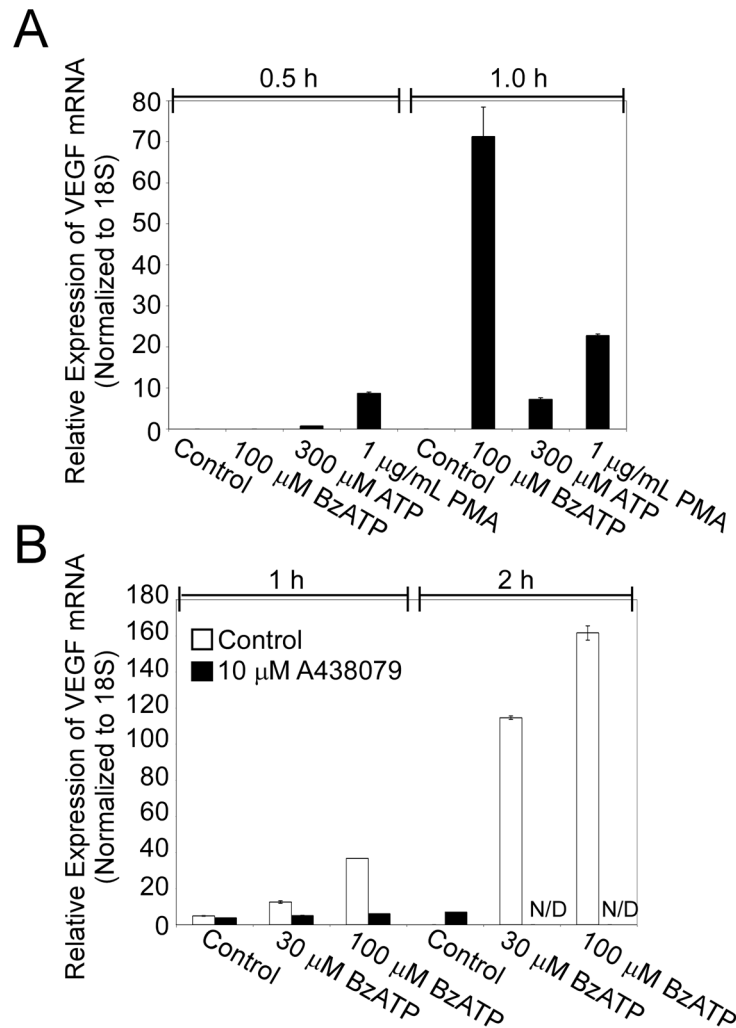 A
Relative Expression of VEGF mRNA
(Normalized to 18S)
0.5 h
1.0 h
80
70
60
50
40
30
20
10
0
Control
100 μM BzATP
300 μM ATP
1 μg/mL PMA
Control
100 μM BzATP
300 μM ATP
1 μg/mL PMA
B
Relative Expression of VEGF mRNA
(Normalized to 18S)
1 h
2 h
180
160
140
120
100
80
60
40
20
0
Control
10 μM A438079
N/D
N/D
Control
30 μM BzATP
100 μM BzATP
Control
30 μM BzATP
100 μM BzATP